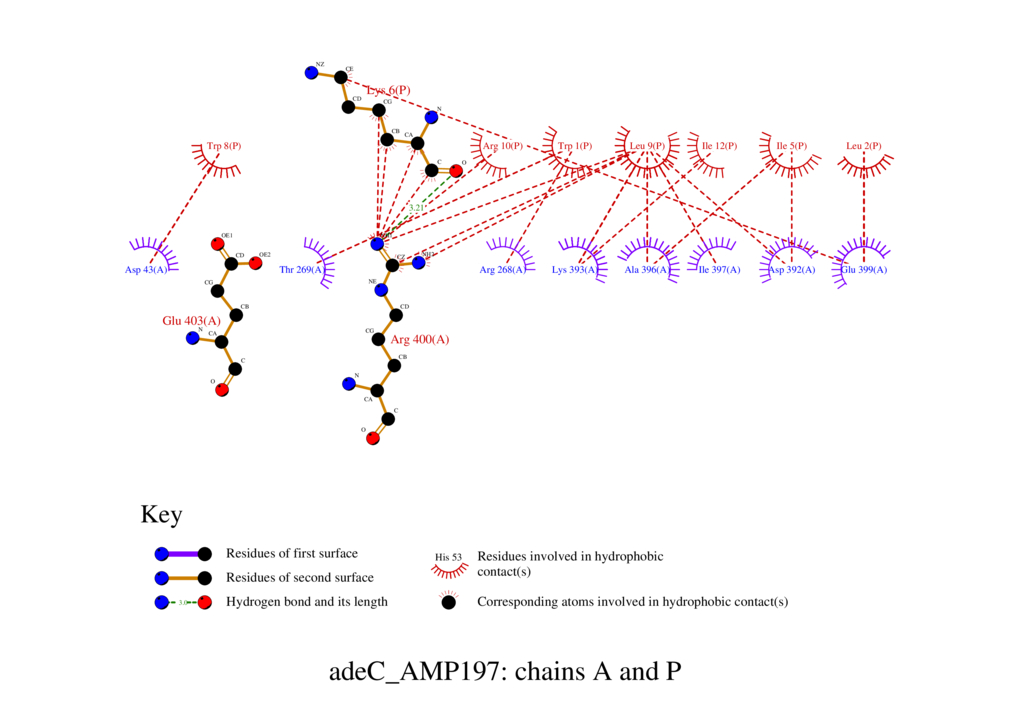 NZ
CE
Lys 6(P)
CD
CG
N
CB
CA
C
O
3.21
Trp 8(P)
Arg 10(P)
Trp 1(P)
Leu 9(P)
Ile 12(P)
Ile 5(P)
Leu 2(P)
Asp 43(A)
Thr 269(A)
Arg 268(A)
Lys 393(A)
Ala 396(A)
Ile 397(A)
Asp 392(A)
Glu 399(A)
OE1
CD
OE2
CG
CB
Glu 403(A)
N
CA
C
O
CZ
NE
CD
CG
Arg 400(A)
CB
N
CA
C
O
Key
Residues of first surface
Residues of second surface
3.0
Hydrogen bond and its length
His 53
Residues involved in hydrophobic
contact(s)
Corresponding atoms involved in hydrophobic contact(s)
adeC_AMP197: chains A and P